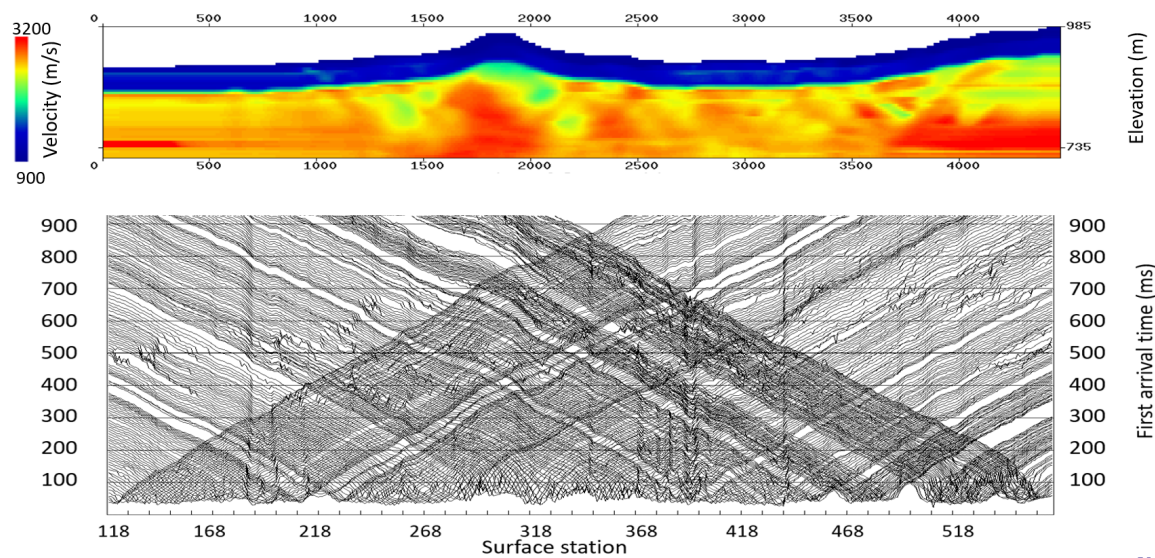 0 500 1000 1500 2000 2500 3000 3500 4000
985
3200
Velocity (m/s)
900
Elevation (m)
735
0 500 1000 1500 2000 2500 3000 3500 4000
900 900
800 800
700 700
600 600
500 500
400 400
300 300
200 200
100 100
First arrival time (ms)
118 168 218 268 318 368 418 468 518
Surface station